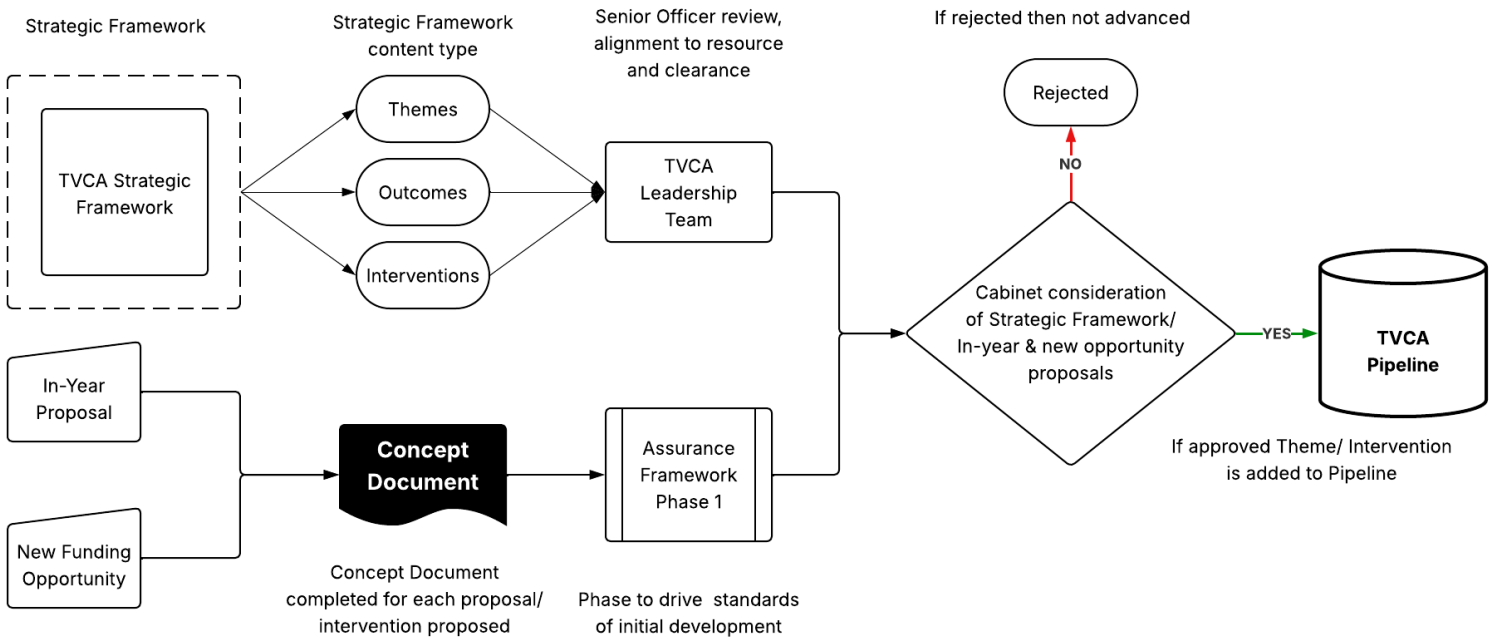 Strategic Framework
Strategic Framework
content type
Senior Officer review,
alignment to resource
and clearance
If rejected then not advanced
TVCA Strategic
Framework
Themes
Outcomes
Interventions
TVCA
Leadership
Team
Rejected
NO
Cabinet consideration
of Strategic Framework/
In-year & new opportunity
proposals
YES
TVCA
Pipeline
If approved Theme/ Intervention
is added to Pipeline
In-Year
Proposal
New Funding
Opportunity
Concept
Document
Concept Document
completed for each proposal/
intervention proposed
Assurance
Framework
Phase 1
Phase to drive standards
of initial development